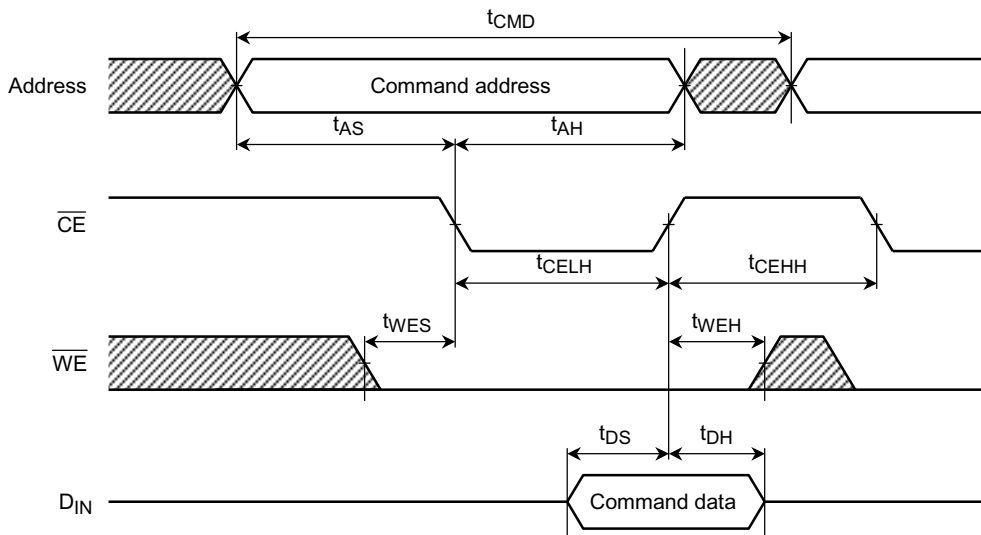 tCMD
Address
Command address
tAS
tAH
CE
tCELH
tCEHH
tWES
tWEH
WE
tDS
tDH
DIN
Command data